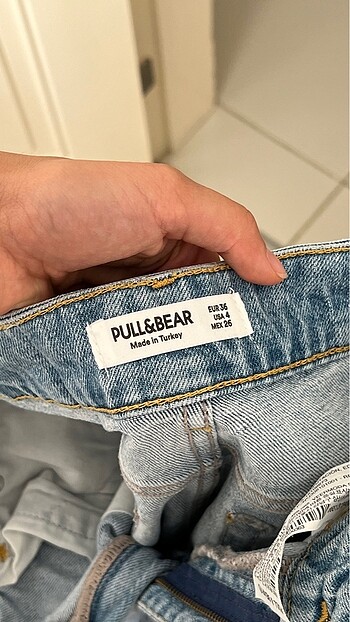 PULL&BEAR
Made in Turkey
EUR 36
USA 4
MEX 26